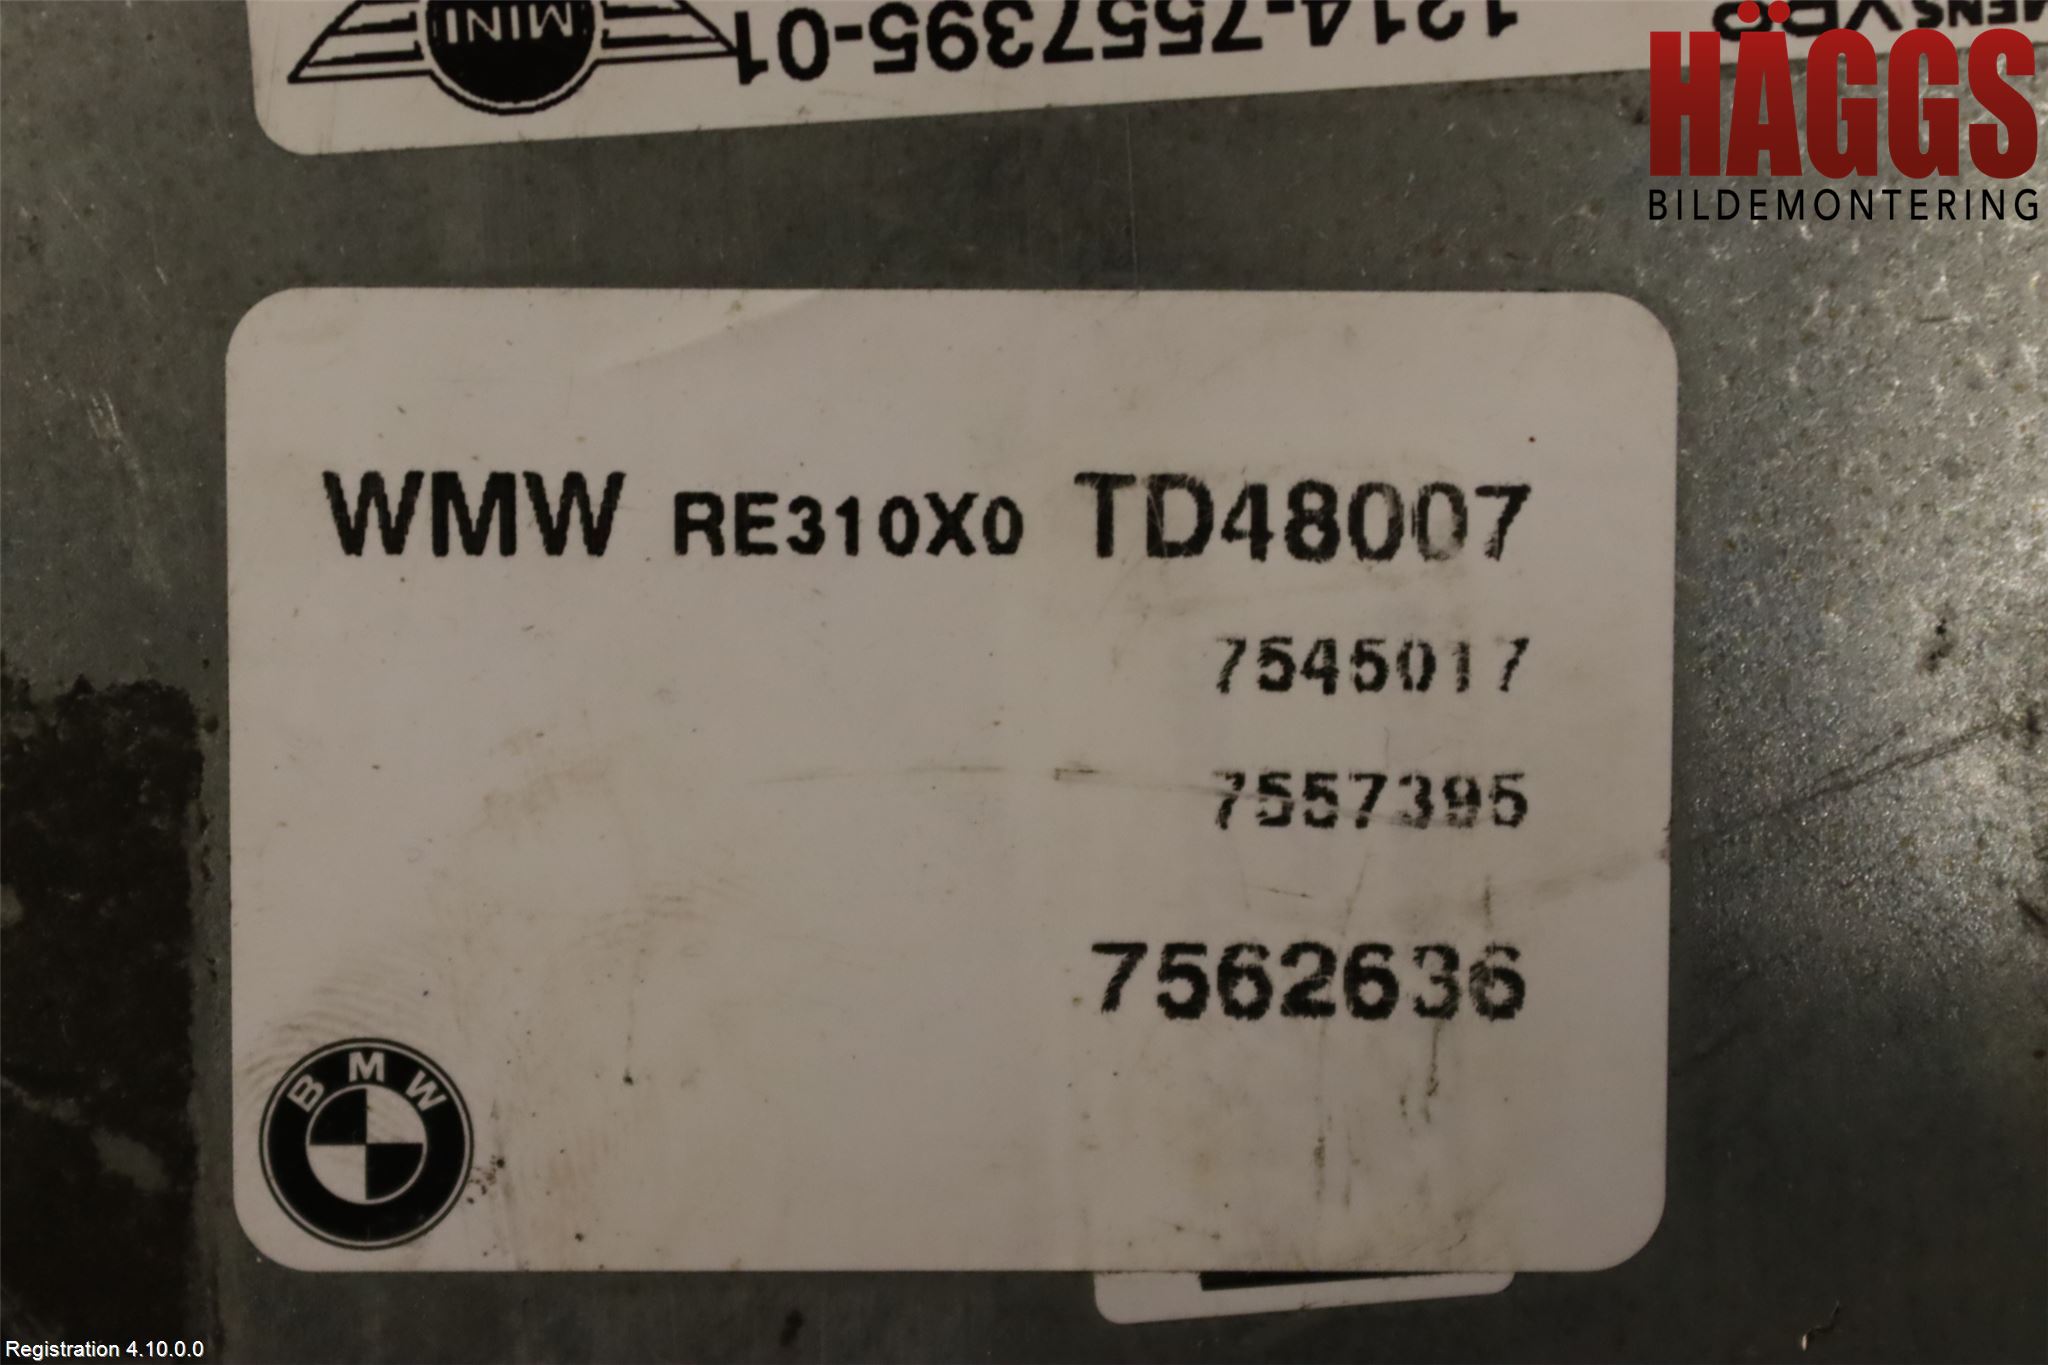 MINI
1214-7557395-01
HÄGGS
BILDEMONTERING
WMW RE310X0 TD48007
7545017
7557395
7562636
BMW
Registration 4.10.0.0